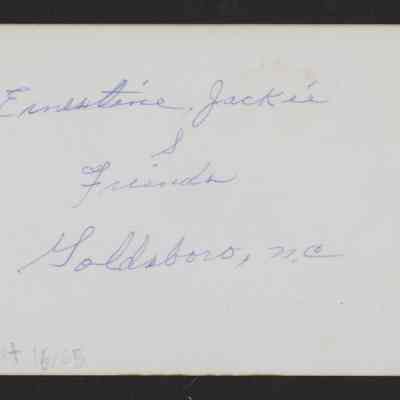 Ernestine, Jackie
&
Friends
Goldsboro, n.c